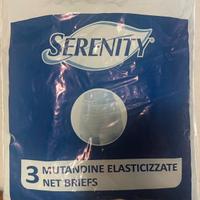 SERENITY®
3 MUTANDINE ELASTICIZZATE
NET BRIEFS